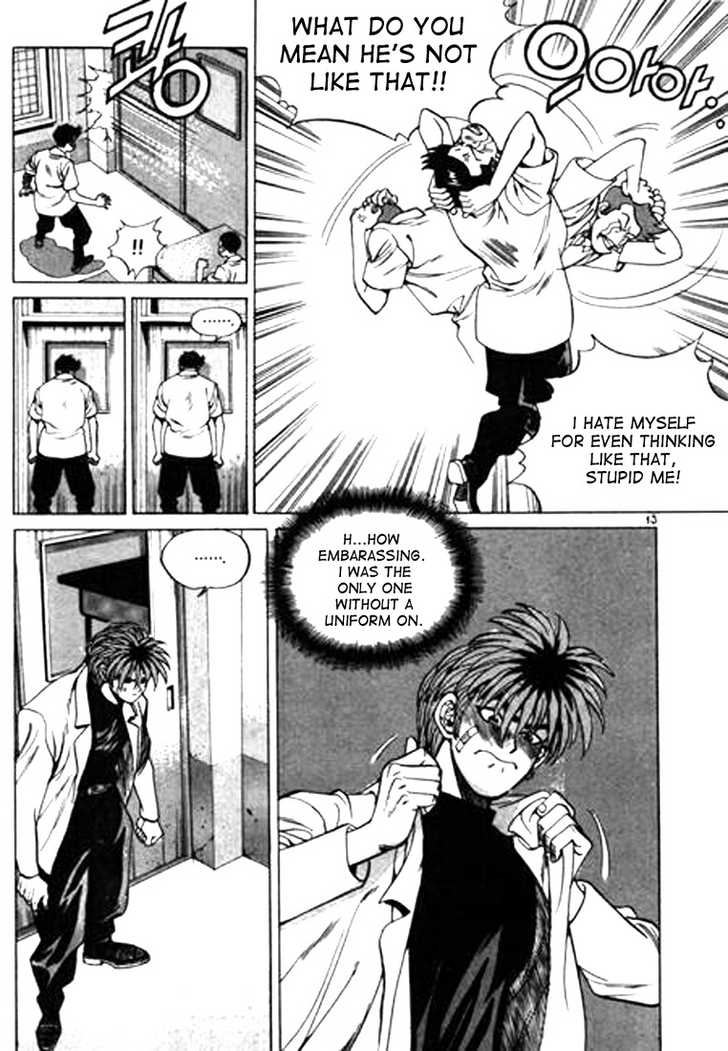 쾅
!!
WHAT DO YOU
MEAN HE'S NOT
LIKE THAT!!
으아아아..
I HATE MYSELF
FOR EVEN THINKING
LIKE THAT,
STUPID ME!
.......
13
.......
H...HOW
EMBARASSING.
I WAS THE
ONLY ONE
WITHOUT A
UNIFORM ON.